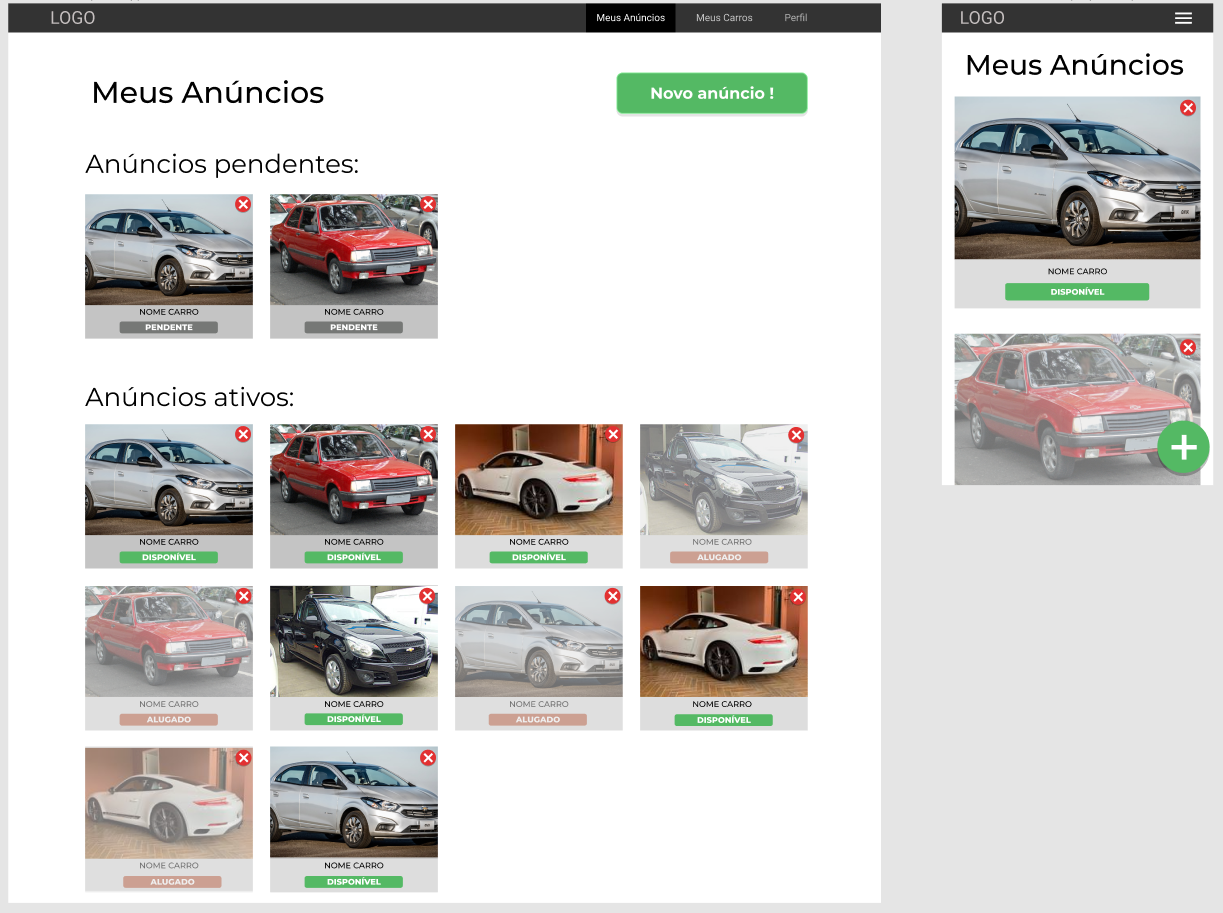 LOGO
Meus Anúncios
Meus Carros
Perfil
Meus Anúncios
Novo anúncio !
Anúncios pendentes:
NOME CARRO
PENDENTE
NOME CARRO
PENDENTE
Anúncios ativos:
NOME CARRO
DISPONÍVEL
NOME CARRO
DISPONÍVEL
NOME CARRO
DISPONÍVEL
NOME CARRO
ALUGADO
NOME CARRO
ALUGADO
NOME CARRO
DISPONÍVEL
NOME CARRO
ALUGADO
NOME CARRO
DISPONÍVEL
NOME CARRO
ALUGADO
NOME CARRO
DISPONÍVEL
LOGO
Meus Anúncios
NOME CARRO
DISPONÍVEL